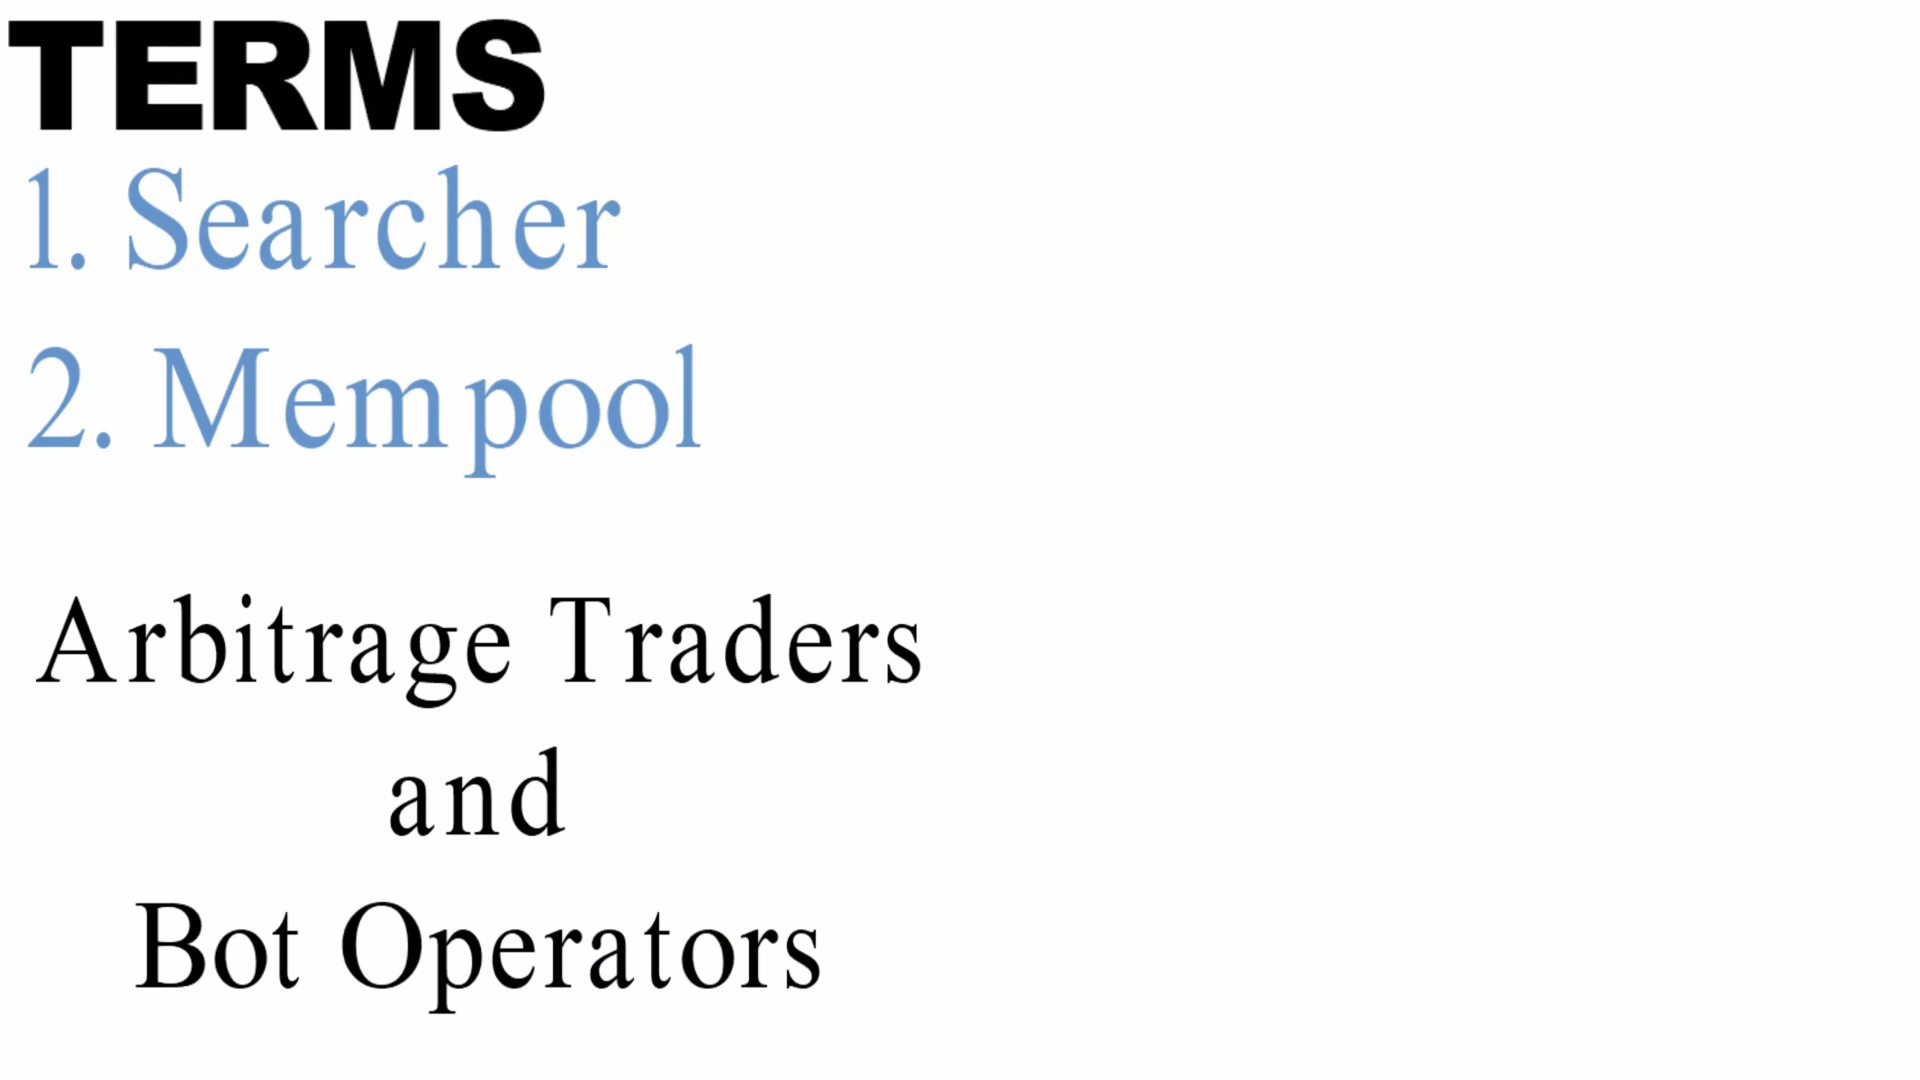 TERMS
1. Searcher
2. Mempool
Arbitrage Traders
and
Bot Operators